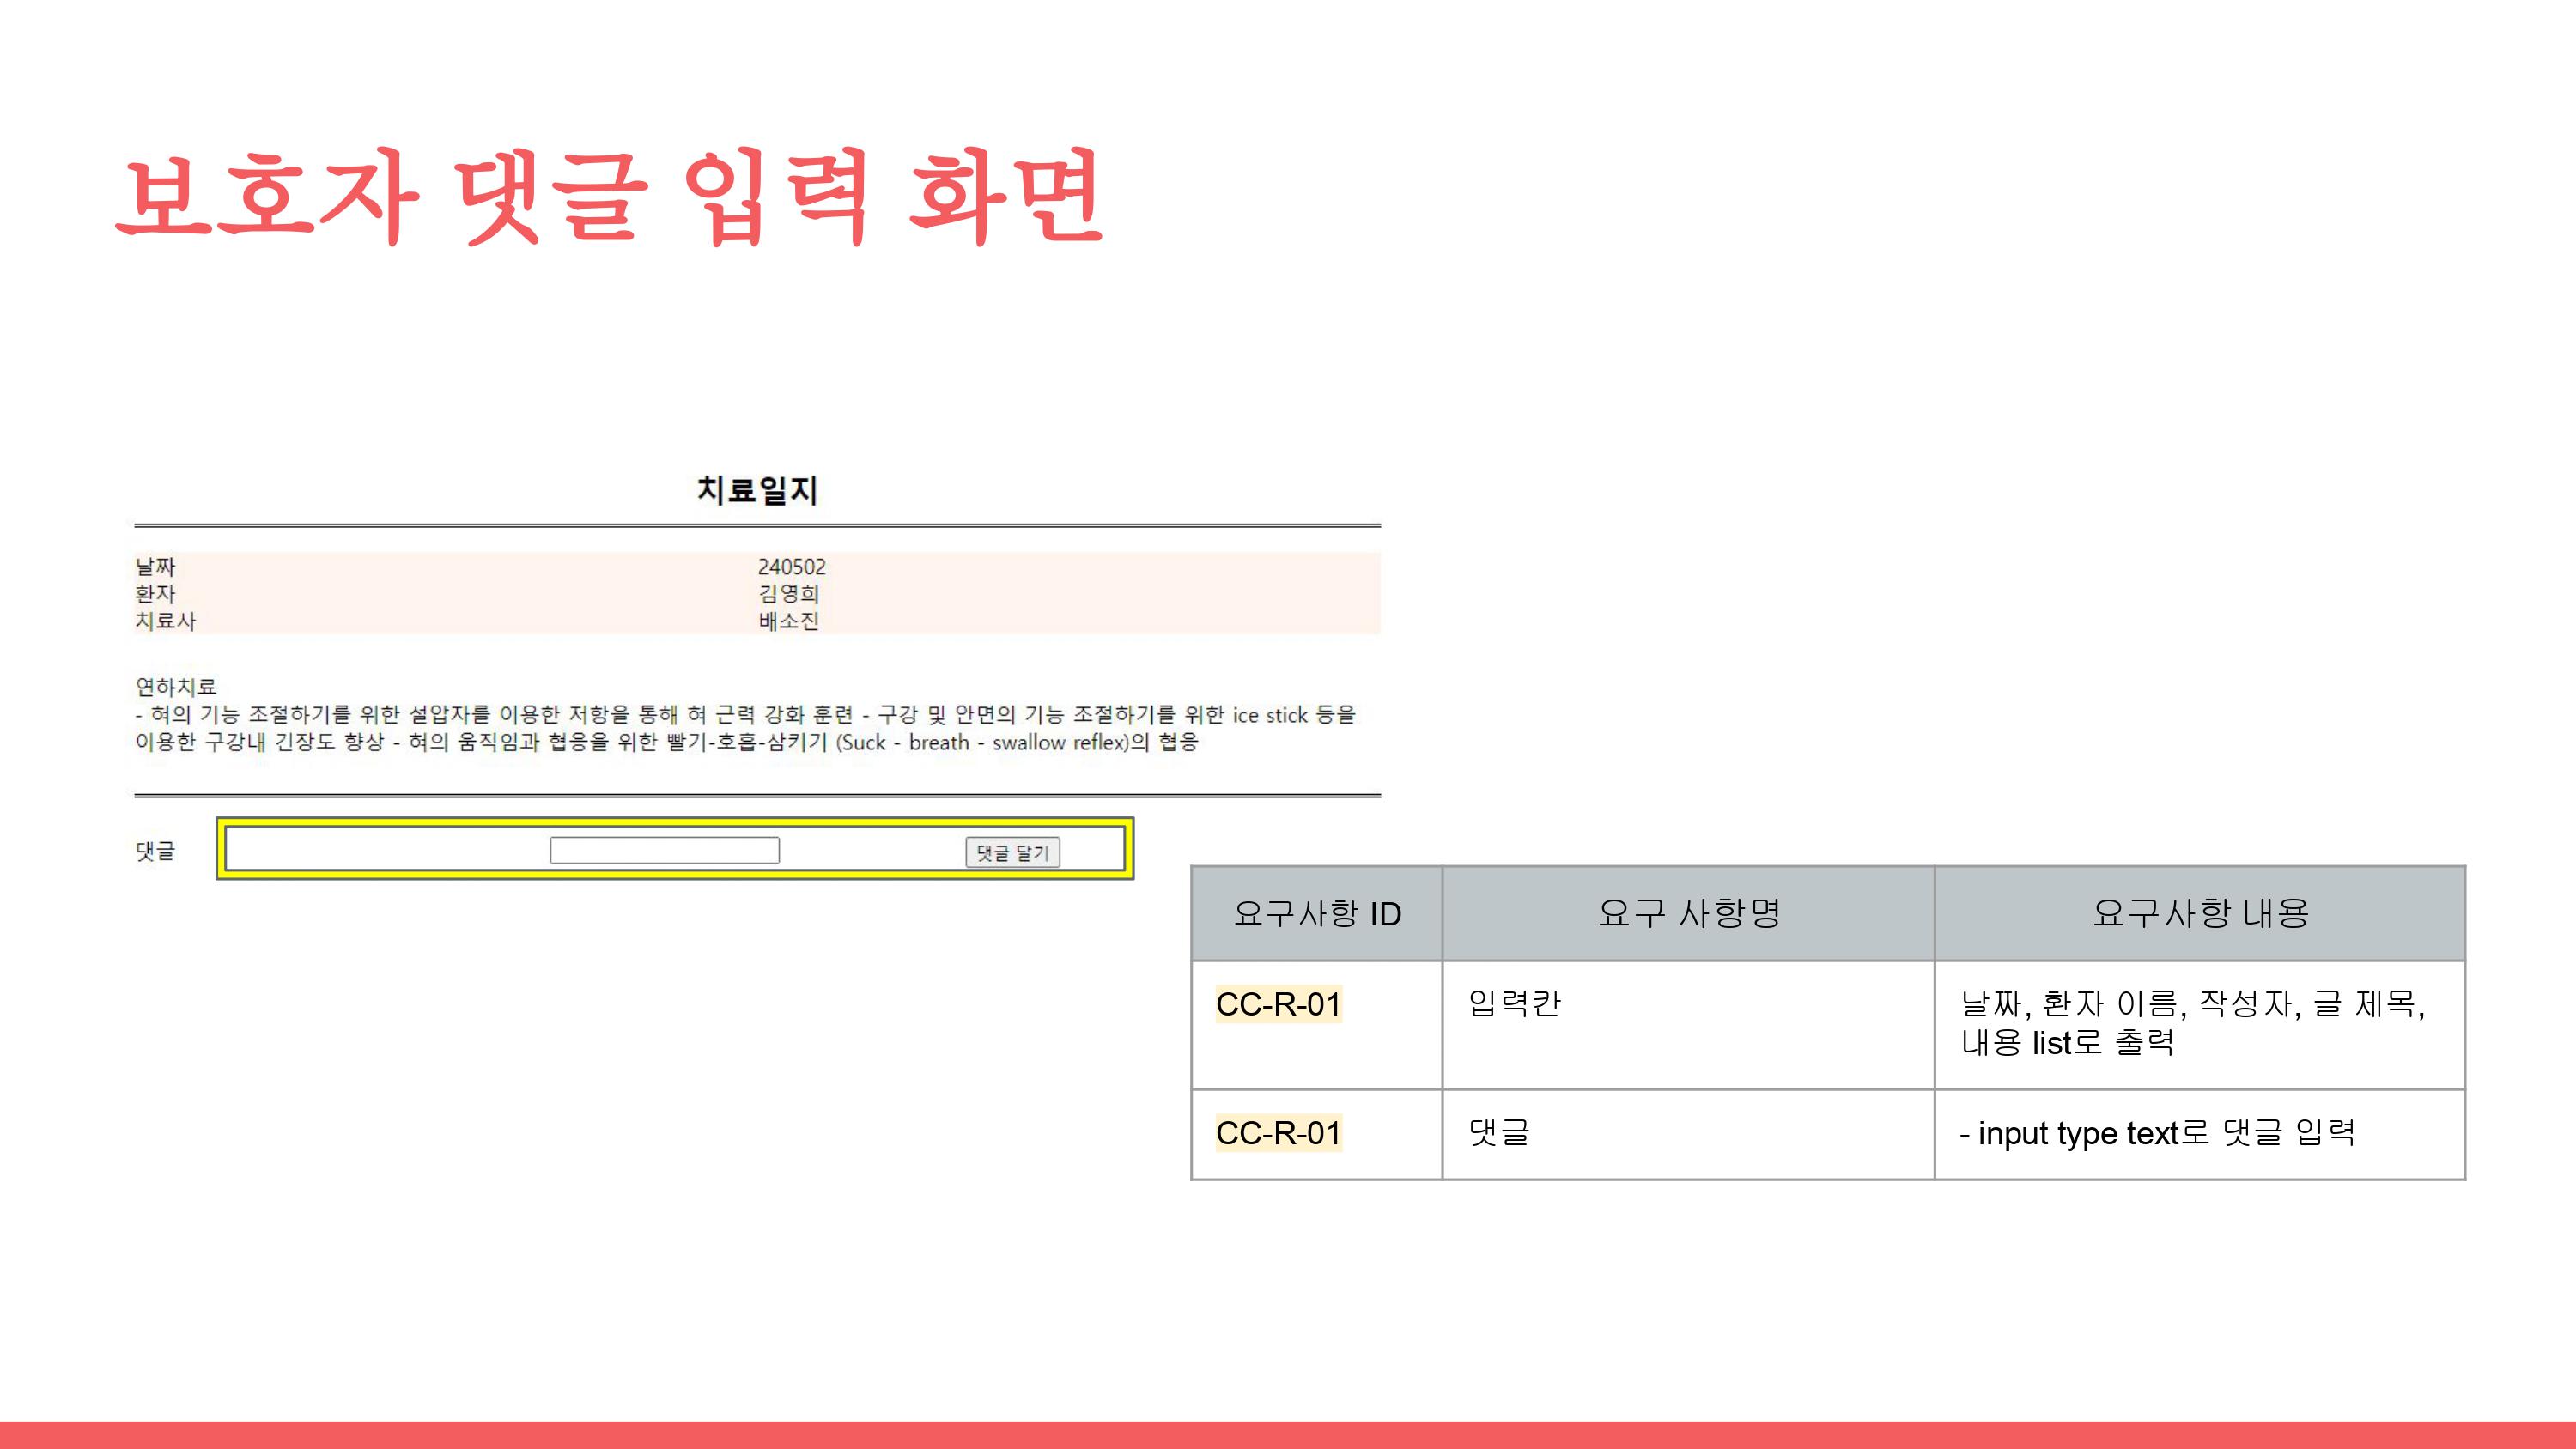 보호자 댓글 입력 화면
치료일지
날짜 240502
환자 김영희
치료사 배소진
연하치료
- 혀의 기능 조절하기를 위한 설압자를 이용한 저항을 통해 혀 근력 강화 훈련 - 구강 및 안면의 기능 조절하기를 위한 ice stick 등을
이용한 구강내 긴장도 향상 - 혀의 움직임과 협응을 위한 빨기-호흡-삼키기 (Suck - breath - swallow reflex)의 협응
댓글 댓글 달기
요구사항 ID 요구 사항명 요구사항 내용
CC-R-01 입력칸 날짜, 환자 이름, 작성자, 글 제목,
내용 list로 출력
CC-R-01 댓글 - input type text로 댓글 입력